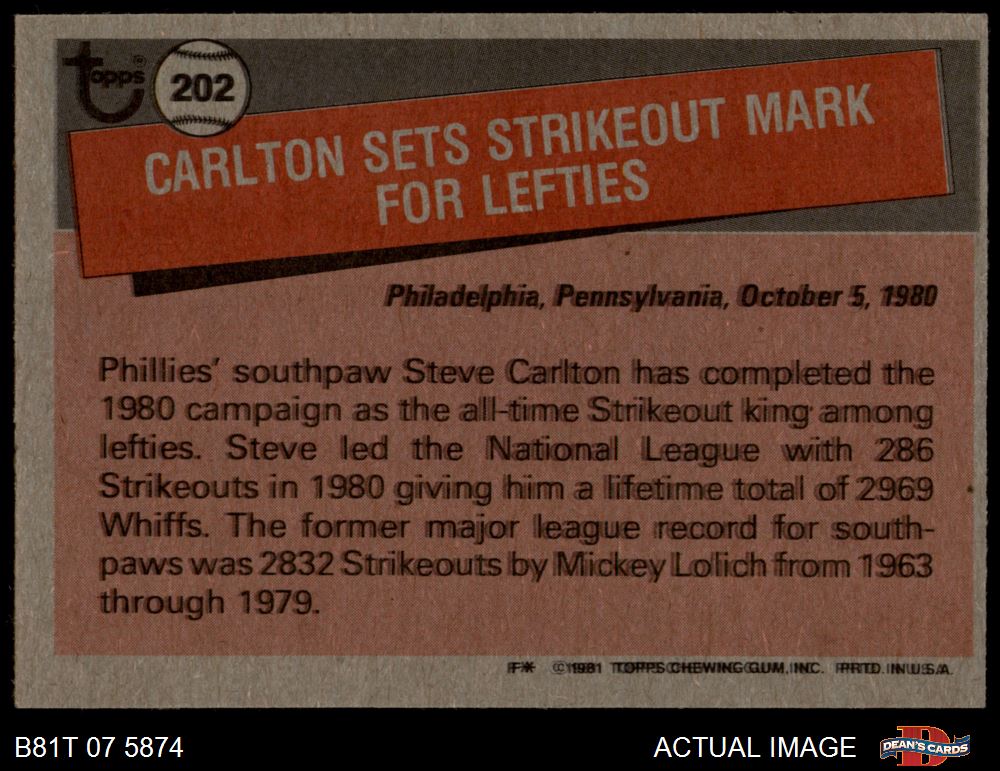 Topps
202
CARLTON SETS STRIKEOUT MARK
FOR LEFTIES
Philadelphia, Pennsylvania, October 5, 1980
Phillies' southpaw Steve Carlton has completed the
1980 campaign as the all-time Strikeout king among
lefties. Steve led the National League with 286
Strikeouts in 1980 giving him a lifetime total of 2969
Whiffs. The former major league record for south-
paws was 2832 Strikeouts by Mickey Lolich from 1963
through 1979.
F* © 1981 TOPPS CHEWING GUM, INC. PRTD. IN U.S.A.
B81T 07 5874
ACTUAL IMAGE
DEAN'S CARDS